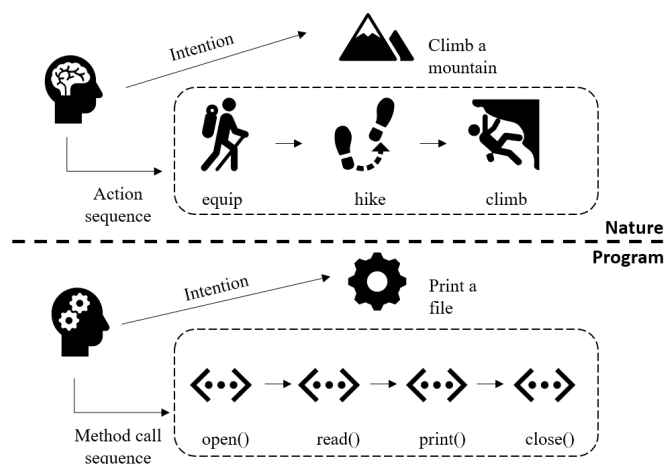 Intention
Climb a
mountain
Action
sequence
equip
hike
climb
Nature
Program
Intention
Print a
file
Method call
sequence
open()
read()
print()
close()